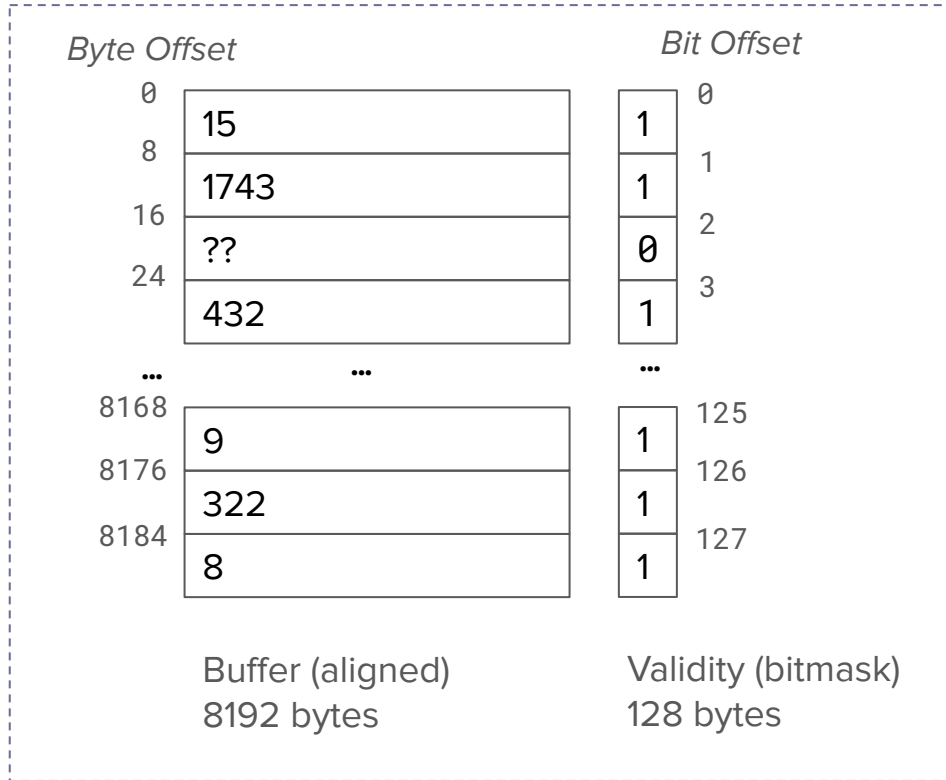 Byte Offset Bit Offset
0 15 1 0
8 1743 1 1
16 ?? 0 2
24 432 1 3
... ... ...
8168 9 1 125
8176 322 1 126
8184 8 1 127
Buffer (aligned) Validity (bitmask)
8192 bytes 128 bytes